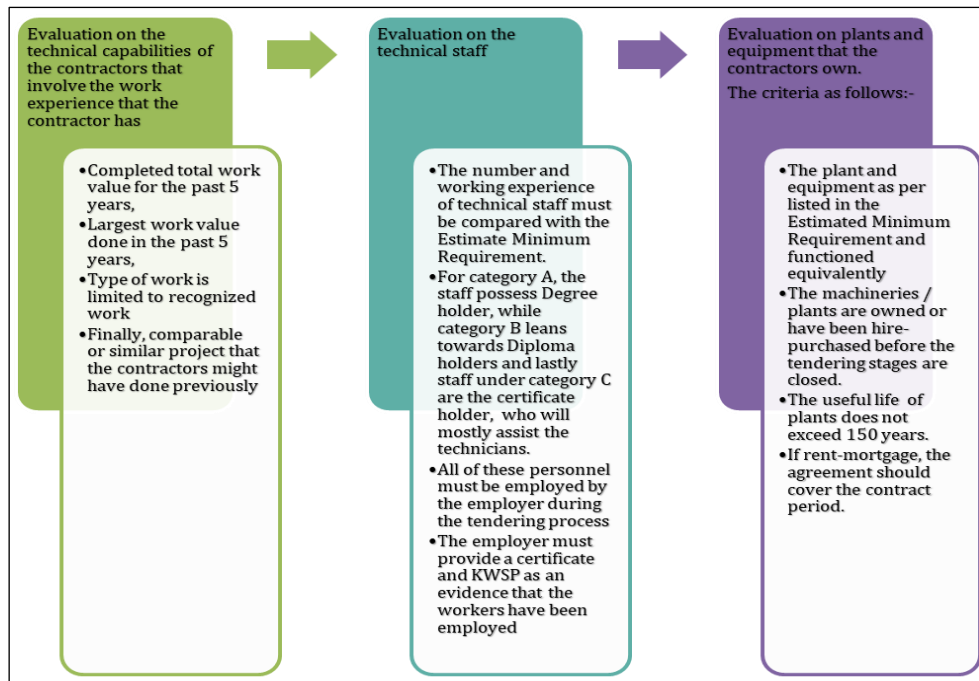 Evaluation on the
technical capabilities of
the contractors that
involve the work
experience that the
contractor has
•Completed total work
value for the past 5
years,
•Largest work value
done in the past 5
years,
•Type of work is
limited to recognized
work
•Finally, comparable
or similar project that
the contractors might
have done previously
Evaluation on the
technical staff
•The number and
working experience
of technical staff must
be compared with the
Estimate Minimum
Requirement.
•For category A, the
staff possess Degree
holder, while
category B leans
towards Diploma
holders and lastly
staff under category C
are the certificate
holder, who will
mostly assist the
technicians.
•All of these personnel
must be employed by
the employer during
the tendering process
•The employer must
provide a certificate
and KWSP as an
evidence that the
workers have been
employed
Evaluation on plants and
equipment that the
contractors own.
The criteria as follows:-
•The plant and
equipment as per
listed in the
Estimated Minimum
Requirement and
functioned
equivalently
•The machineries /
plants are owned or
have been hire-
purchased before the
tendering stages are
closed.
•The useful life of
plants does not
exceed 150 years.
•If rent-mortgage, the
agreement should
cover the contract
period.